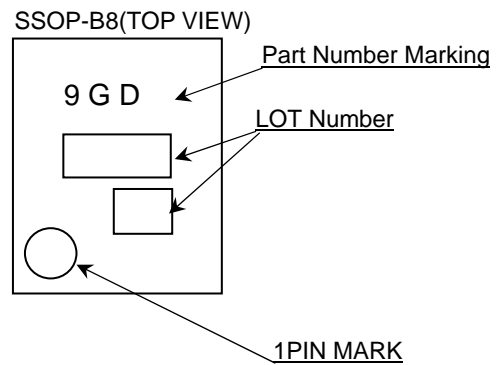 SSOP-B8(TOP VIEW)
Part Number Marking
9 G D
LOT Number
1PIN MARK